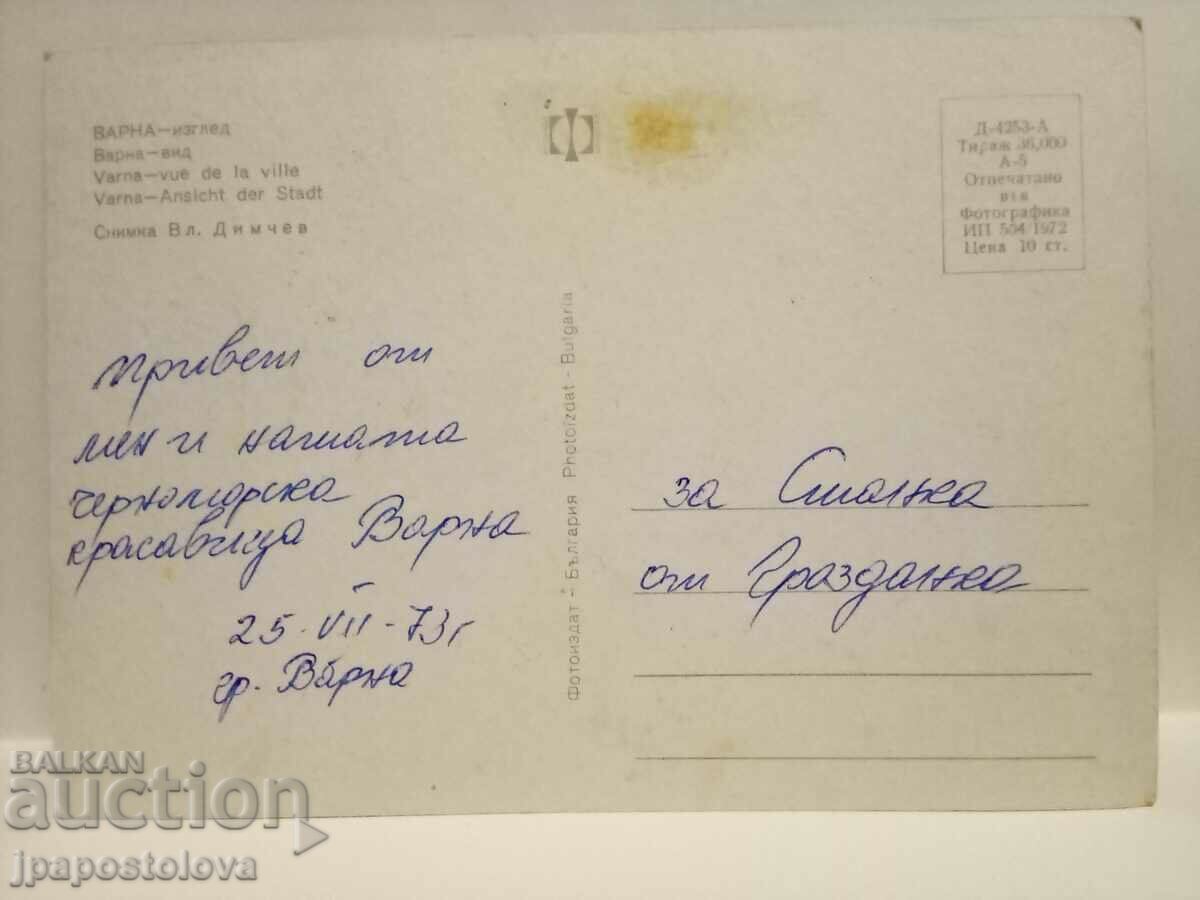 ВАРНА—изглед
Варна—вид
Varna—vue de la ville
Varna—Ansicht der Stadt
Снимка Вл. Димчев
Д-4253-А
Тираж 36,000
А-5
Отпечатано
във
Фотографика
ИП 504/1972
Цена 10 ст.
Фотоиздат - България Photoizdat - Bulgaria
привет от
мен и нашата
черноморска
красавица Варна
25-VII-73г
гр. Варна
за Стонка
от Грозданка
BALKAN
auction
jpapostolova